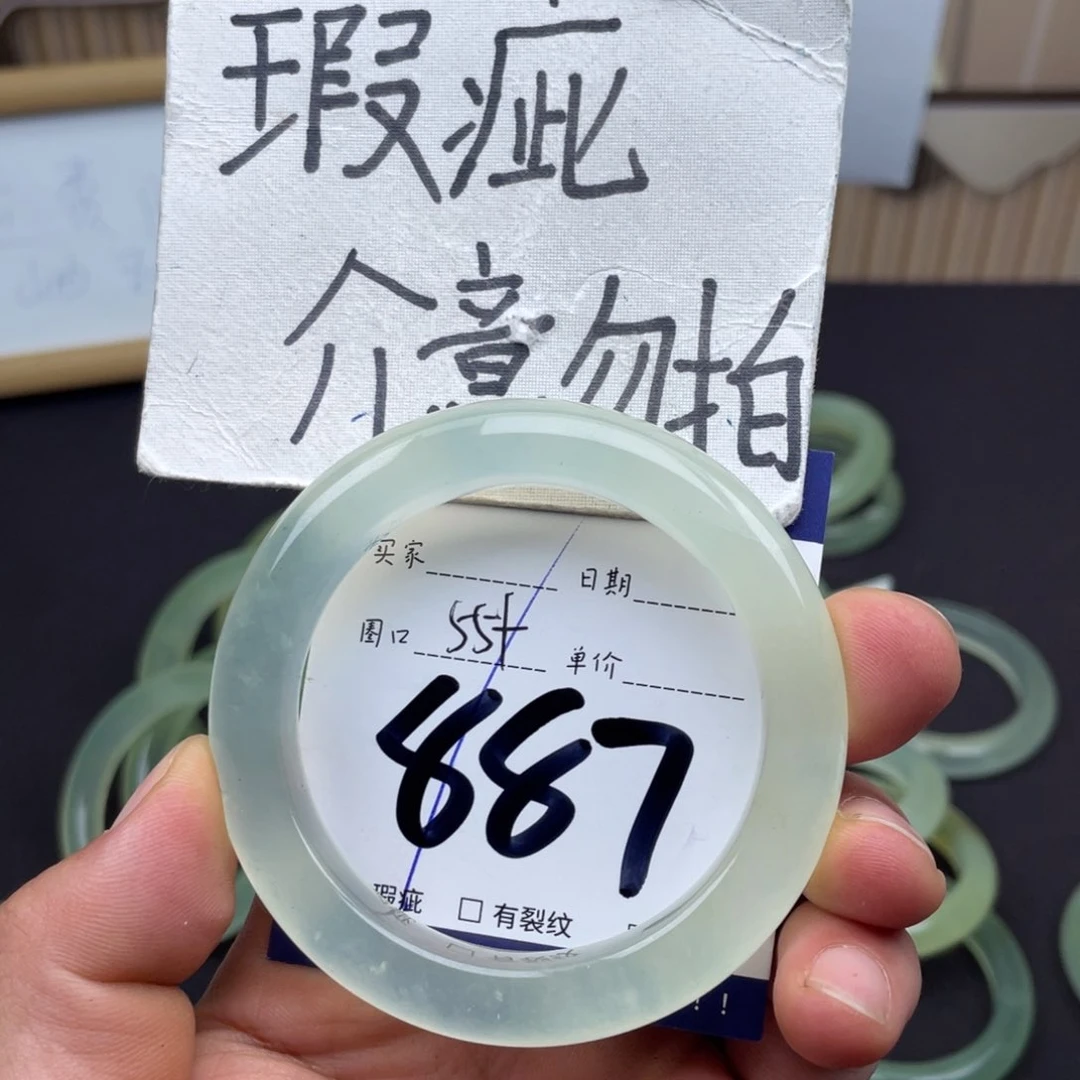 瑕疵
介意勿拍
买家 日期
圈口 55+ 单价
887
瑕疵 □ 有裂纹
!!